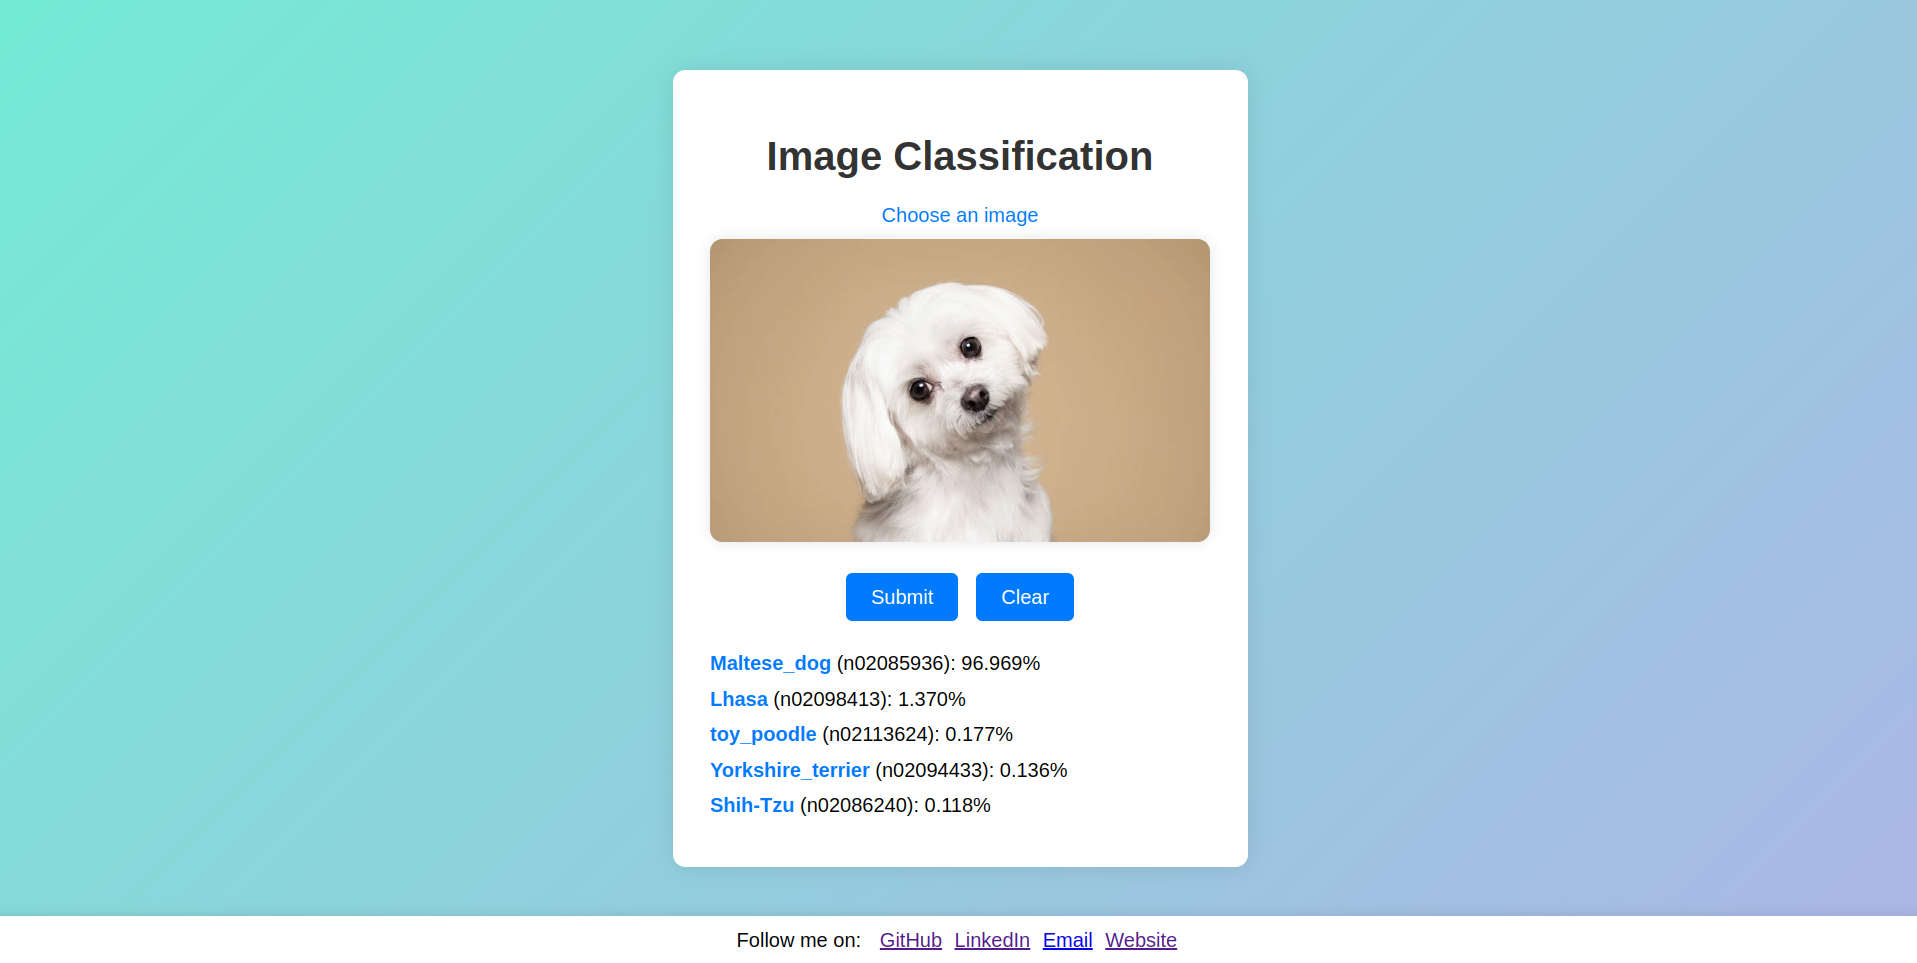 Image Classification
Choose an image
Submit Clear
Maltese_dog (n02085936): 96.969%
Lhasa (n02098413): 1.370%
toy_poodle (n02113624): 0.177%
Yorkshire_terrier (n02094433): 0.136%
Shih-Tzu (n02086240): 0.118%
Follow me on: GitHub LinkedIn Email Website